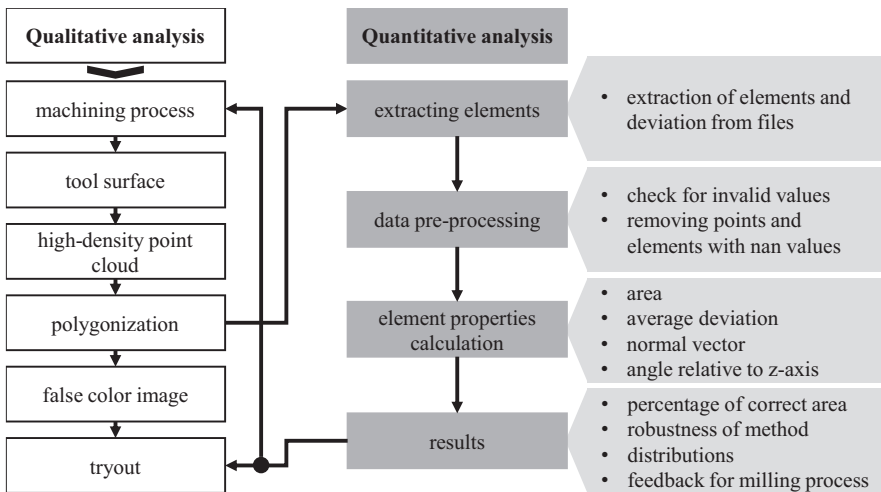 Qualitative analysis
machining process
tool surface
high-density point
cloud
polygonization
false color image
tryout
Quantitative analysis
extracting elements
data pre-processing
element properties
calculation
results
• extraction of elements and
deviation from files
• check for invalid values
• removing points and
elements with nan values
• area
• average deviation
• normal vector
• angle relative to z-axis
• percentage of correct area
• robustness of method
• distributions
• feedback for milling process